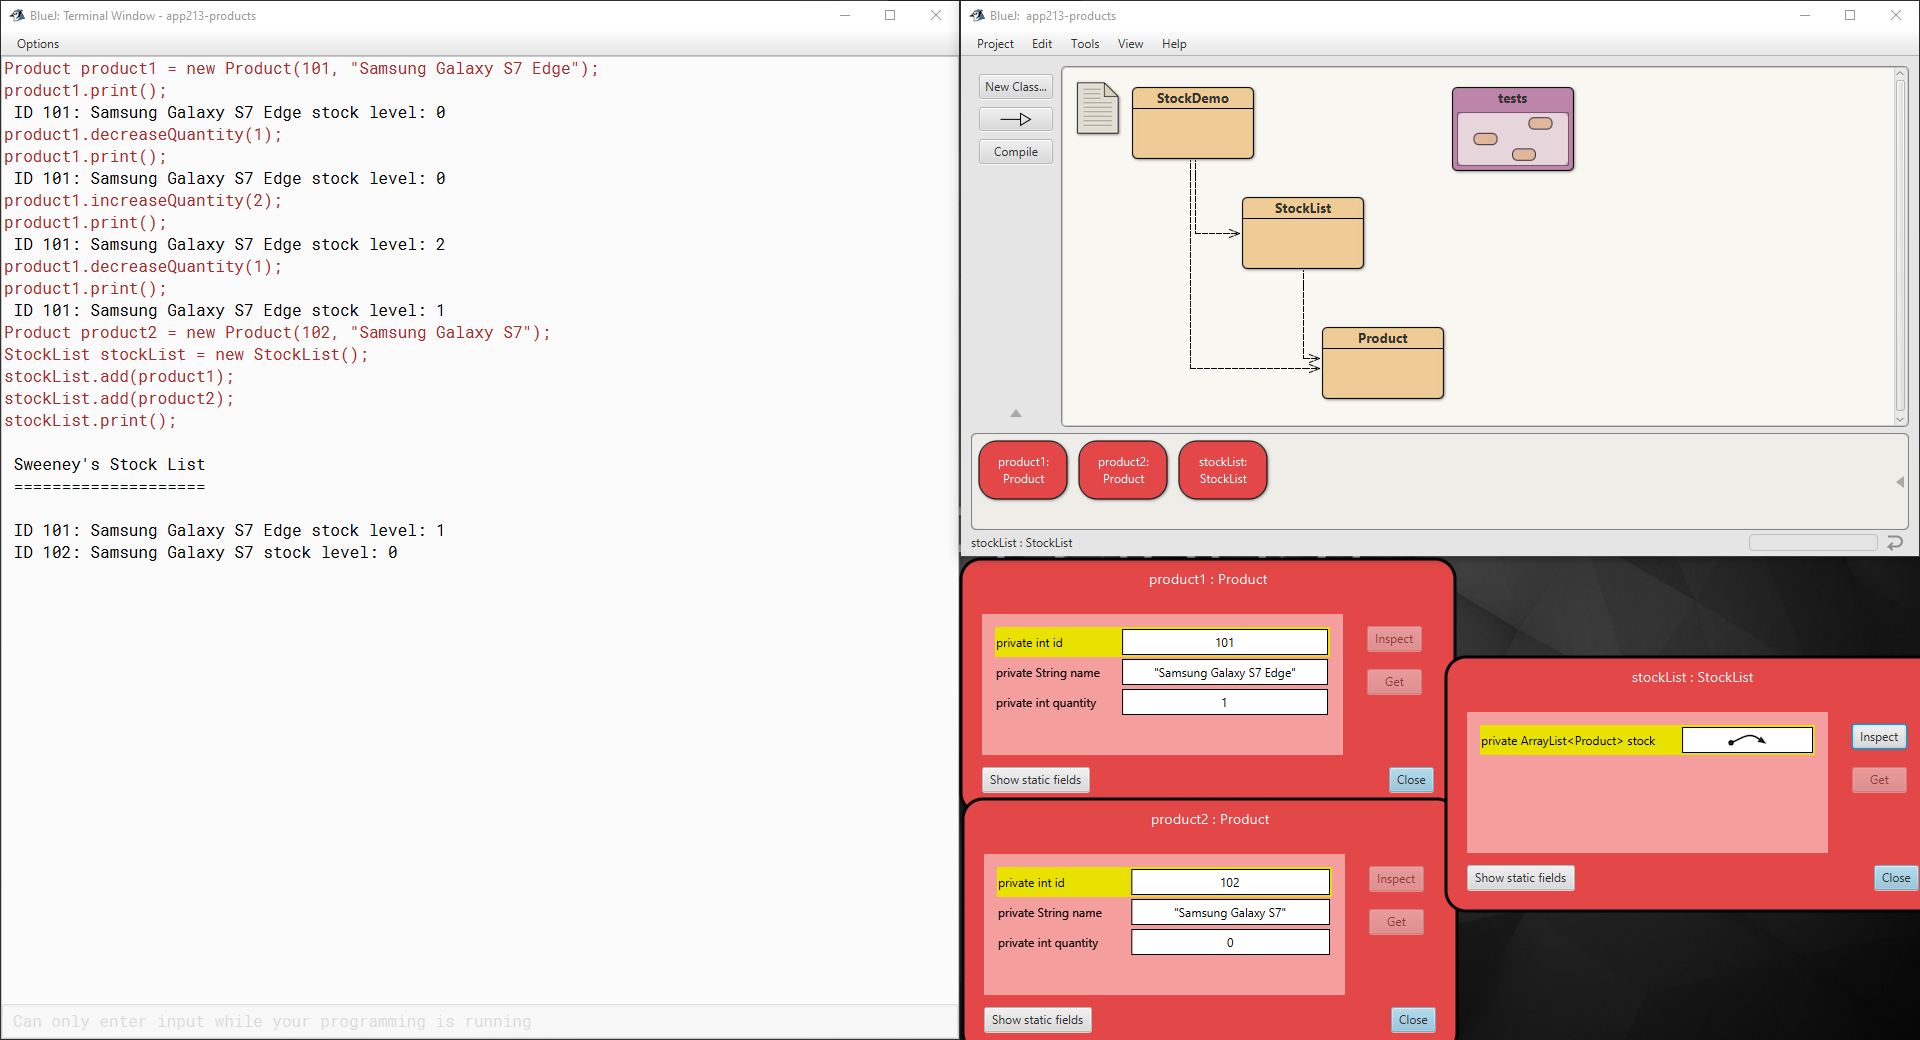 BlueJ: Terminal Window - app213-products
Options
Product product1 = new Product(101, "Samsung Galaxy S7 Edge");
product1.print();
ID 101: Samsung Galaxy S7 Edge stock level: 0
product1.decreaseQuantity(1);
product1.print();
ID 101: Samsung Galaxy S7 Edge stock level: 0
product1.increaseQuantity(2);
product1.print();
ID 101: Samsung Galaxy S7 Edge stock level: 2
product1.decreaseQuantity(1);
product1.print();
ID 101: Samsung Galaxy S7 Edge stock level: 1
Product product2 = new Product(102, "Samsung Galaxy S7");
StockList stockList = new StockList();
stockList.add(product1);
stockList.add(product2);
stockList.print();
Sweeney's Stock List
====================
ID 101: Samsung Galaxy S7 Edge stock level: 1
ID 102: Samsung Galaxy S7 stock level: 0
Can only enter input while your programming is running
BlueJ: app213-products
Project Edit Tools View Help
New Class...
Compile
StockDemo
tests
StockList
Product
product1:
Product
product2:
Product
stockList:
StockList
stockList : StockList
product1 : Product
private int id 101
private String name "Samsung Galaxy S7 Edge"
private int quantity 1
Inspect
Get
Show static fields
Close
product2 : Product
private int id 102
private String name "Samsung Galaxy S7"
private int quantity 0
Inspect
Get
Show static fields
Close
stockList : StockList
private ArrayList<Product> stock
Inspect
Get
Show static fields
Close